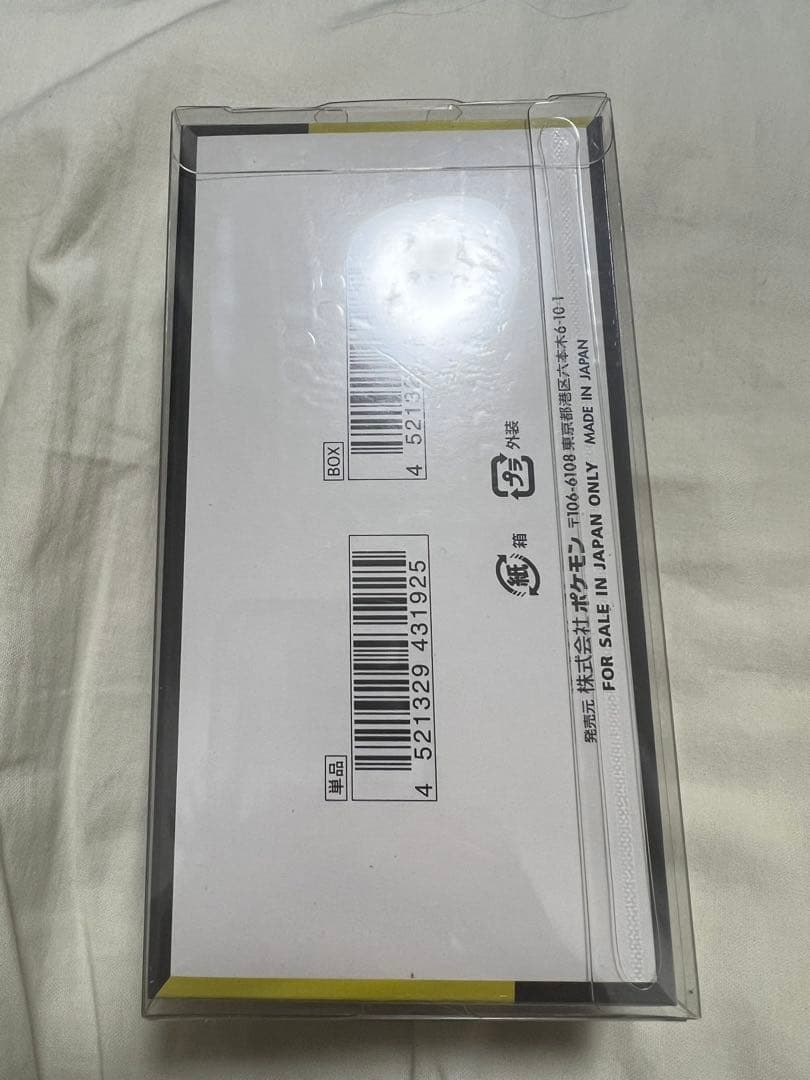 単品
4 521329 431925
BOX
4 52132
紙 箱
プラ 外装
発売元 株式会社 ポケモン 〒106-6108 東京都港区六本木6-10-1
FOR SALE IN JAPAN ONLY MADE IN JAPAN